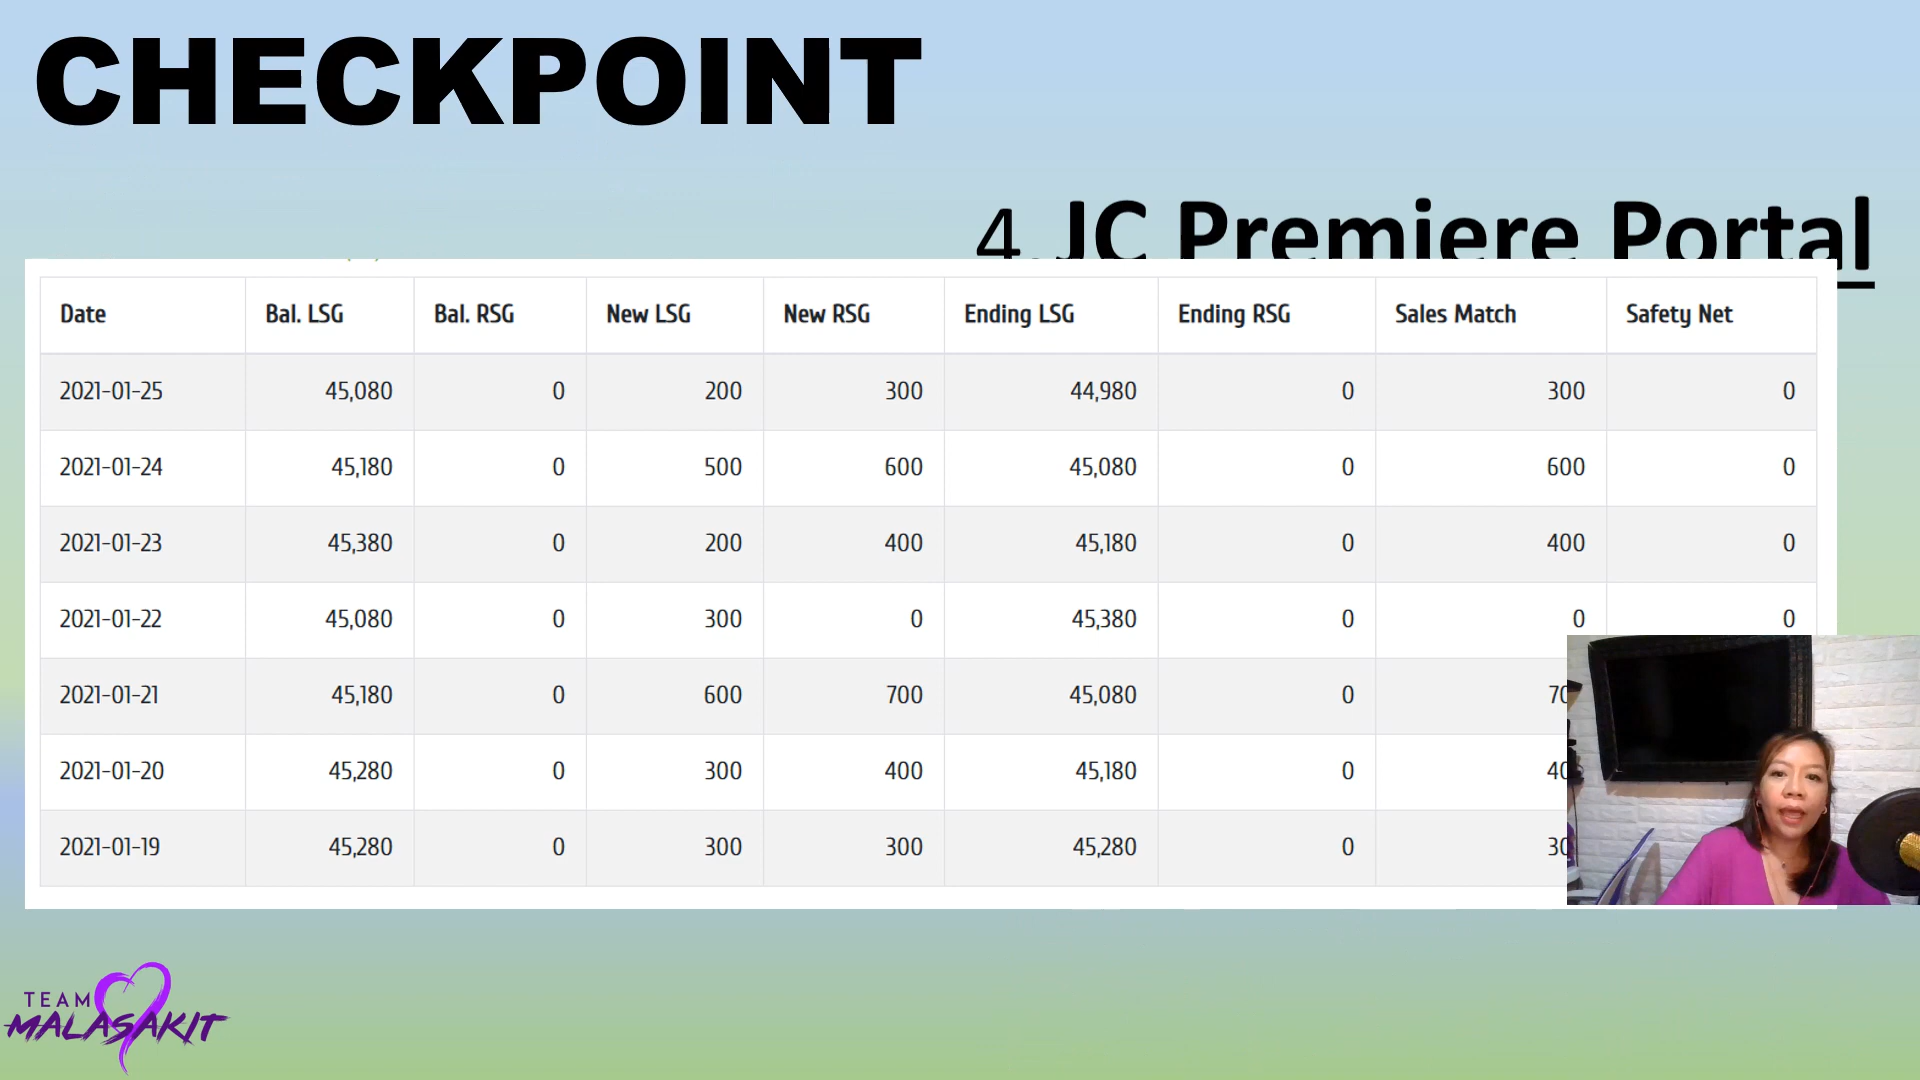 CHECKPOINT
4. JC Premiere Portal
Date Bal. LSG Bal. RSG New LSG New RSG Ending LSG Ending RSG Sales Match Safety Net
2021-01-25 45,080 0 200 300 44,980 0 300 0
2021-01-24 45,180 0 500 600 45,080 0 600 0
2021-01-23 45,380 0 200 400 45,180 0 400 0
2021-01-22 45,080 0 300 0 45,380 0 0 0
2021-01-21 45,180 0 600 700 45,080 0
2021-01-20 45,280 0 300 400 45,180 0
2021-01-19 45,280 0 300 300 45,280 0
TEAM
MALASAKIT